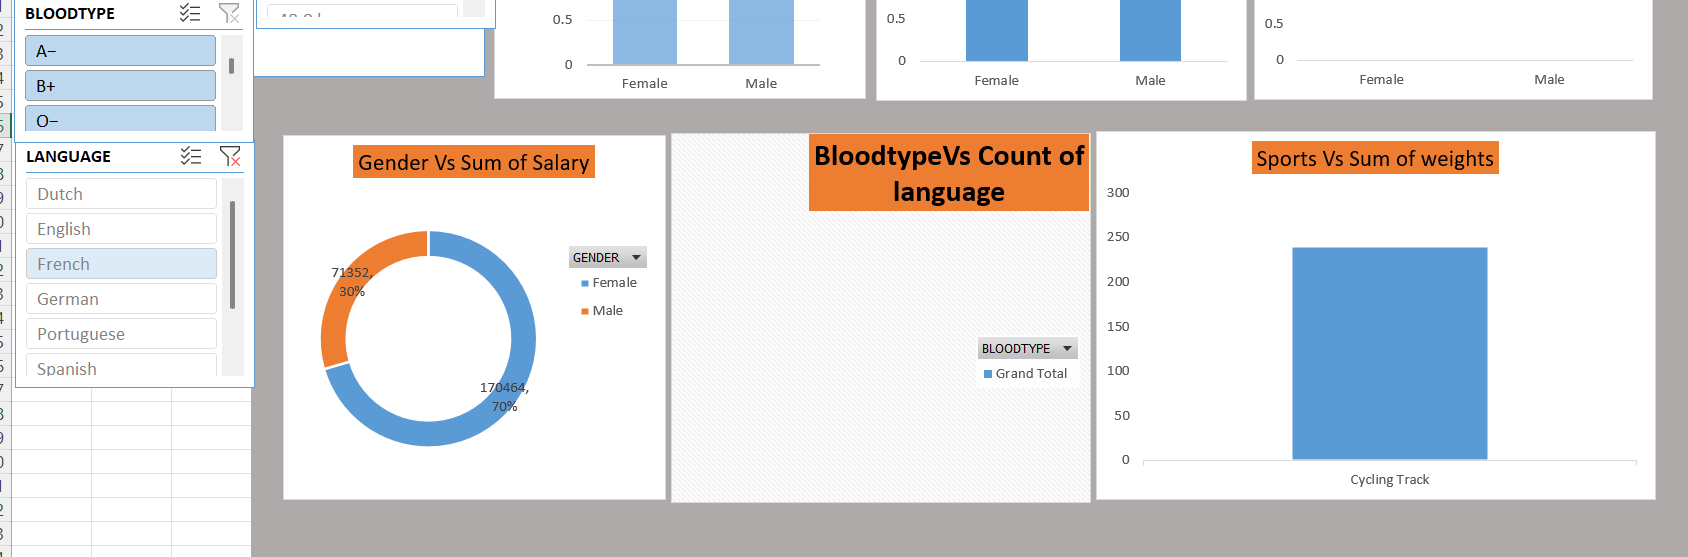 BLOODTYPE
A−
B+
O−
LANGUAGE
Dutch
English
French
German
Portuguese
Spanish
0.5
0
Female
Male
0.5
0
Female
Male
0.5
0
Female
Male
Gender Vs Sum of Salary
71352,
30%
170464,
70%
GENDER
Female
Male
BloodtypeVs Count of
language
BLOODTYPE
Grand Total
Sports Vs Sum of weights
300
250
200
150
100
50
0
Cycling Track